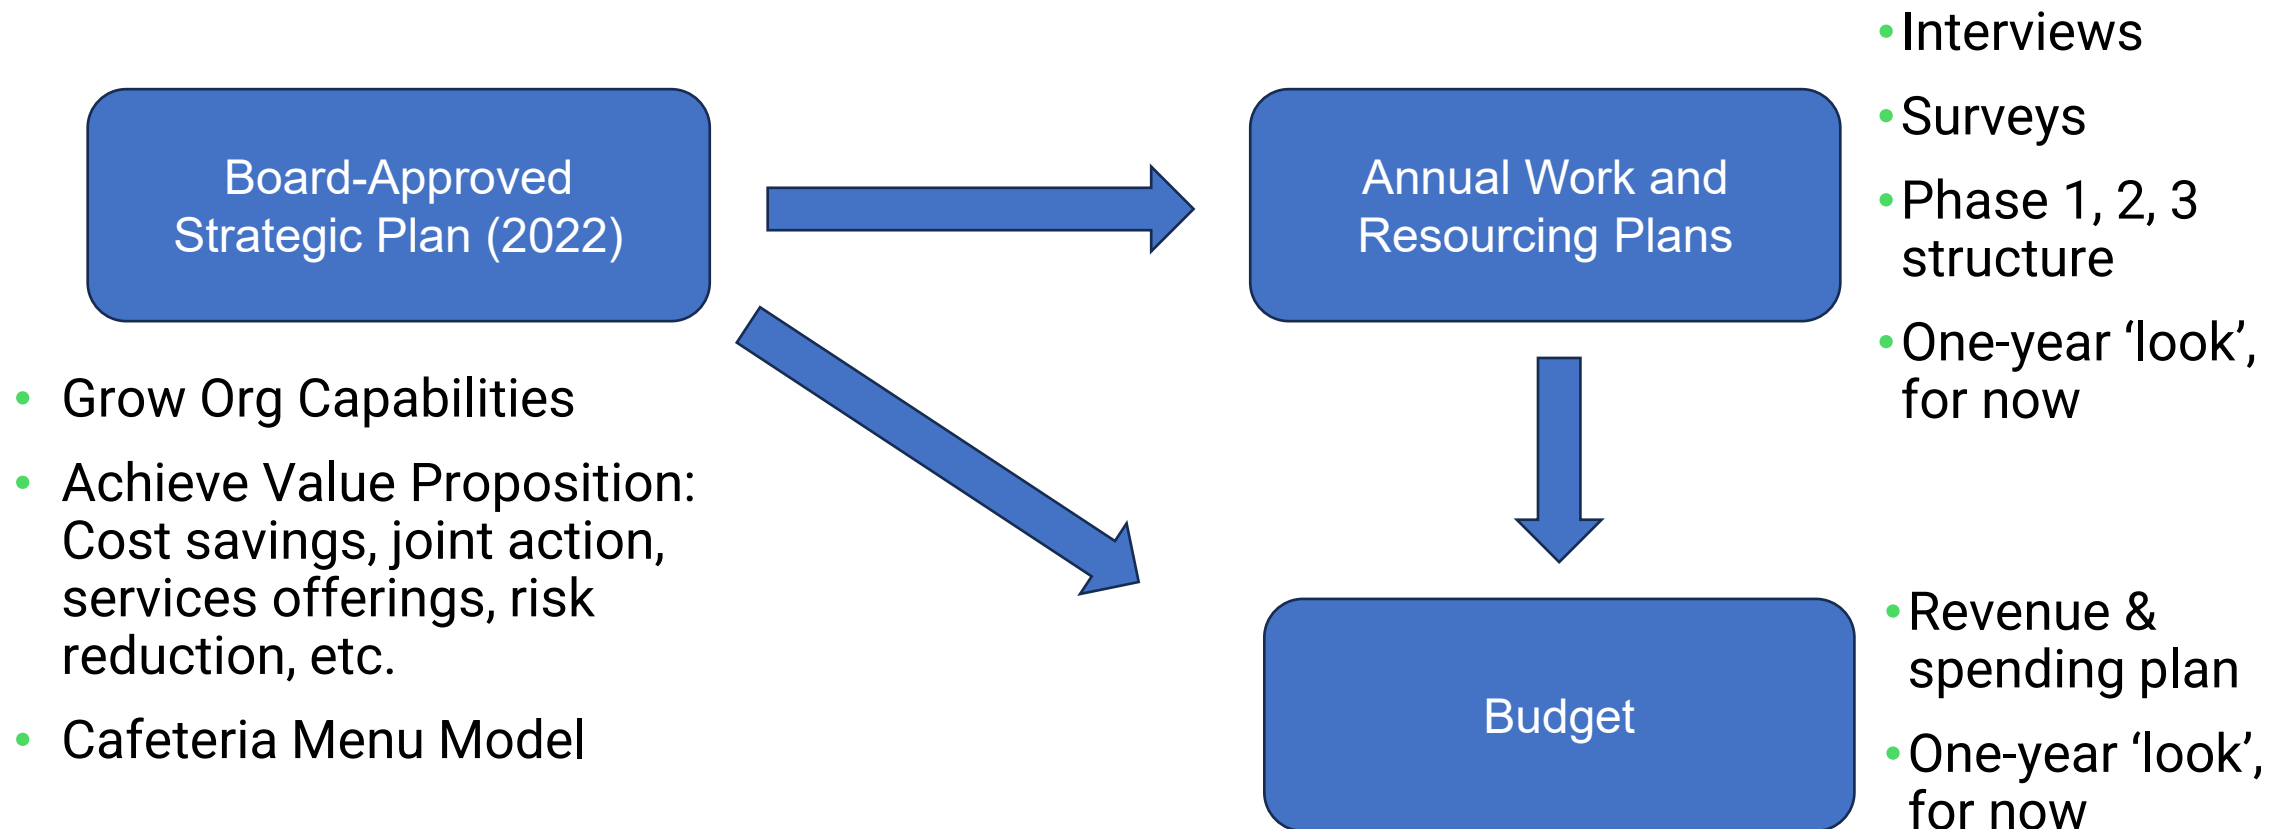 Board-Approved
Strategic Plan (2022)
• Grow Org Capabilities
• Achieve Value Proposition:
Cost savings, joint action,
services offerings, risk
reduction, etc.
• Cafeteria Menu Model
Annual Work and
Resourcing Plans
• Interviews
• Surveys
• Phase 1, 2, 3
structure
• One-year ‘look’,
for now
Budget
• Revenue &
spending plan
• One-year ‘look’,
for now